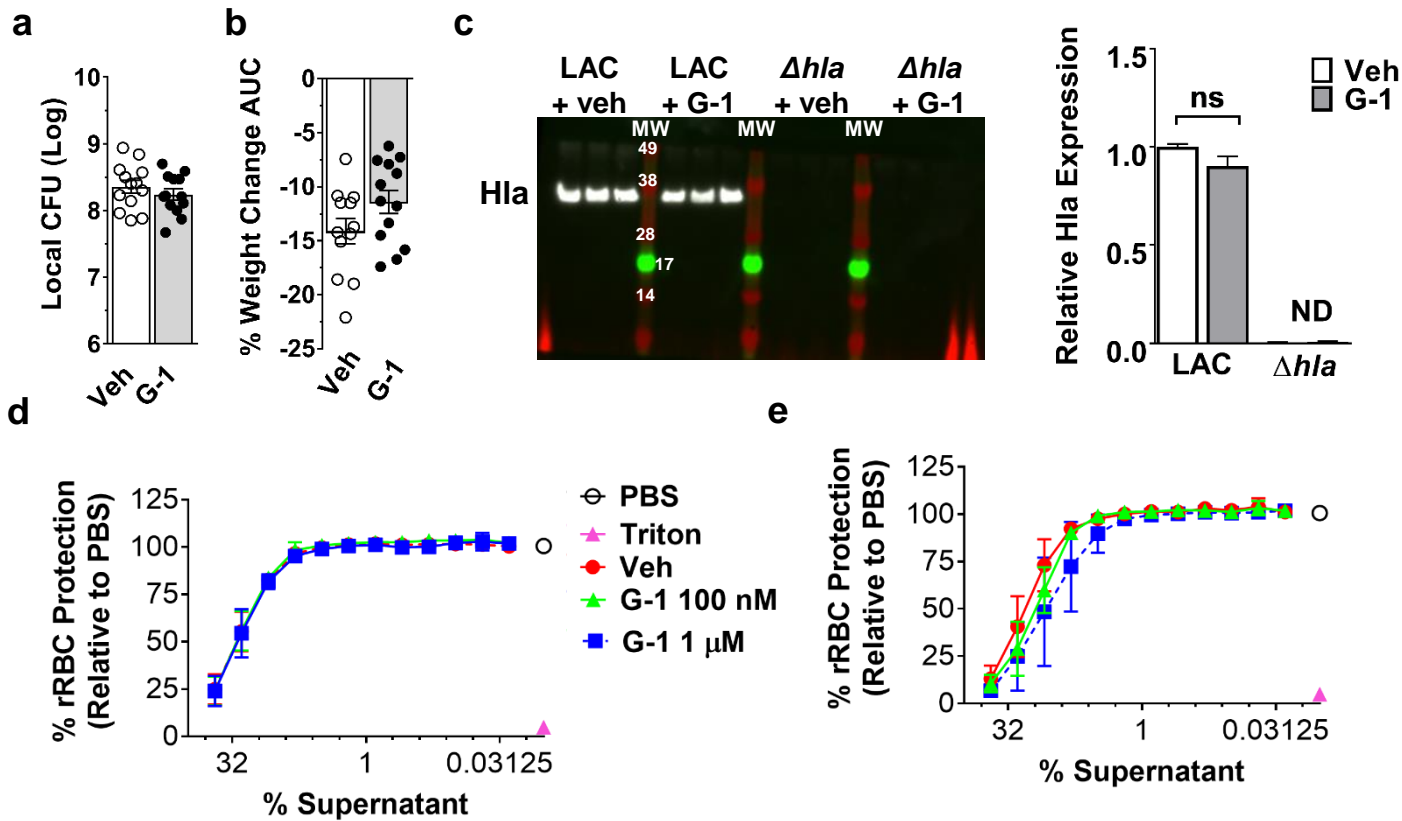 a
10
9
8
7
6
Local CFU (Log)
Veh
G-1
b
0
-5
-10
-15
-20
-25
% Weight Change AUC
Veh
G-1
c
LAC LAC Δhla Δhla
+ veh + G-1 + veh + G-1
MW MW MW
49
38
Hla
28
17
14
1.5
1.0
0.5
0.0
Relative Hla Expression
ns
ND
LAC Δhla
Veh
G-1
d
125
100
75
50
25
0
% rRBC Protection
(Relative to PBS)
32 1 0.03125
% Supernatant
PBS
Triton
Veh
G-1 100 nM
G-1 1 μM
e
125
100
75
50
25
0
% rRBC Protection
(Relative to PBS)
32 1 0.03125
% Supernatant